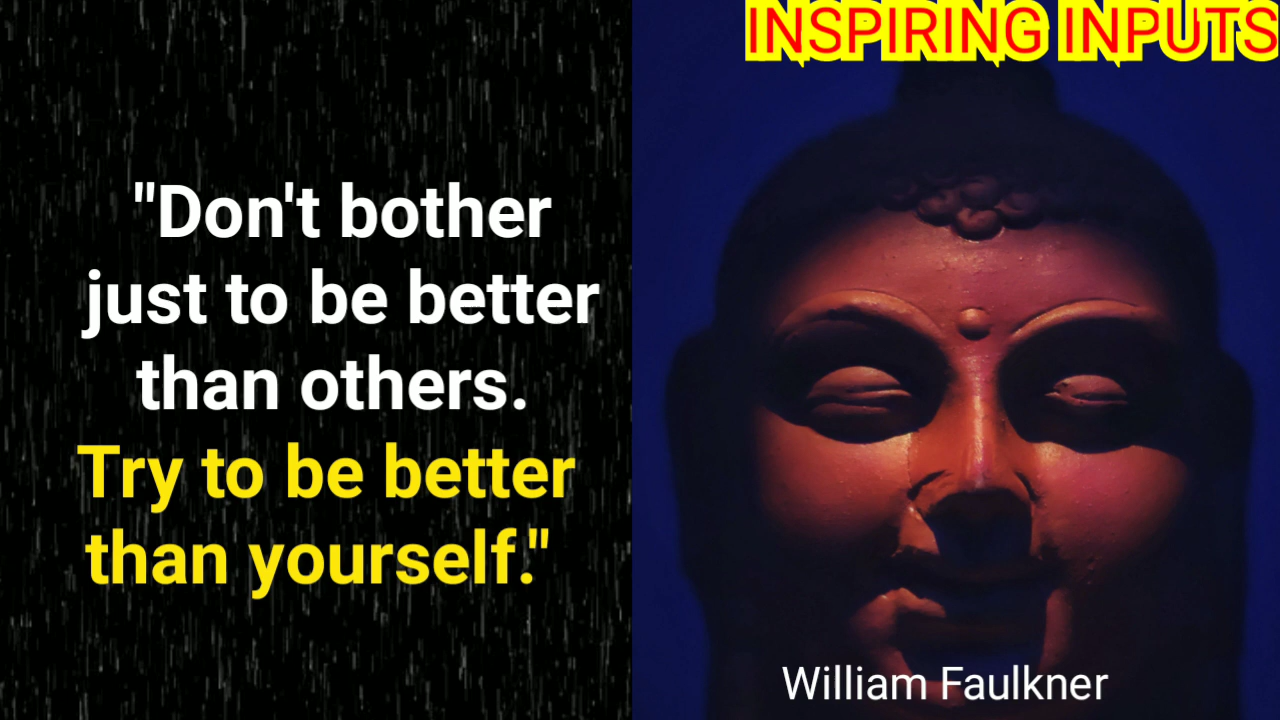 "Don't bother
just to be better
than others.
Try to be better
than yourself."
INSPIRING INPUTS
William Faulkner